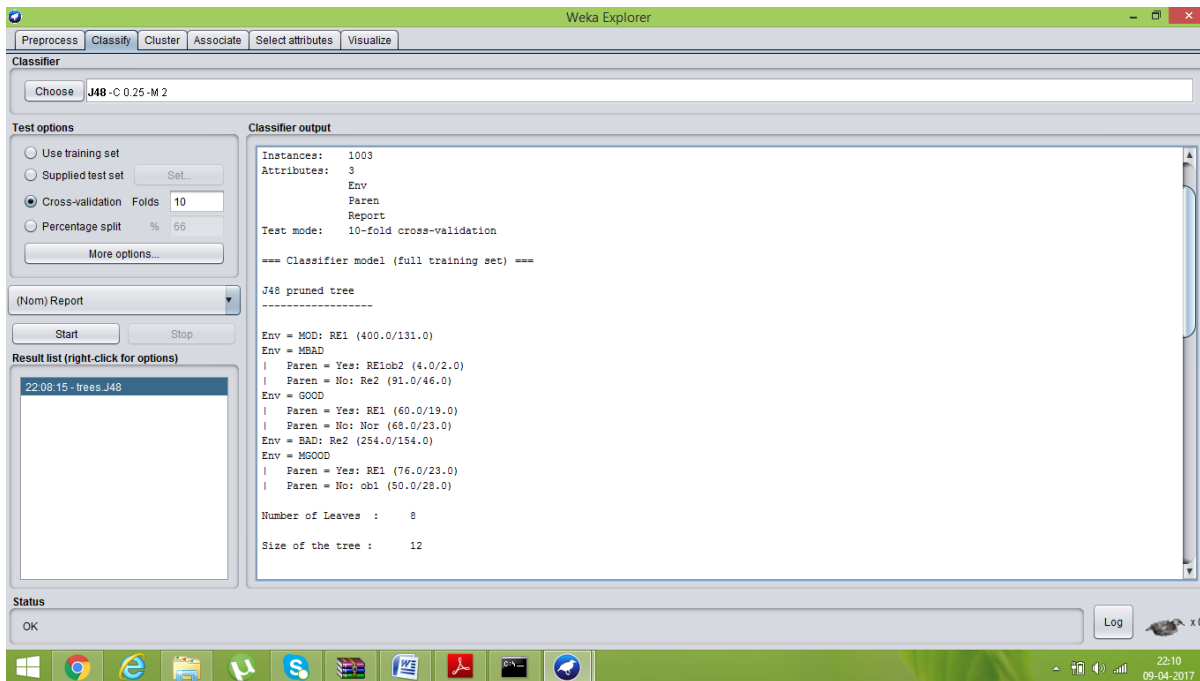 Weka Explorer
Preprocess Classify Cluster Associate Select attributes Visualize
Classifier
Choose J48 -C 0.25 -M 2
Test options
Use training set
Supplied test set Set...
Cross-validation Folds 10
Percentage split % 66
More options...
(Nom) Report
Start Stop
Result list (right-click for options)
22:08:15 - trees.J48
Classifier output
Instances: 1003
Attributes: 3
Env
Paren
Report
Test mode: 10-fold cross-validation
=== Classifier model (full training set) ===
J48 pruned tree
------------------
Env = MOD: RE1 (400.0/131.0)
Env = MBAD
| Paren = Yes: RE1ob2 (4.0/2.0)
| Paren = No: Re2 (91.0/46.0)
Env = GOOD
| Paren = Yes: RE1 (60.0/19.0)
| Paren = No: Nor (68.0/23.0)
Env = BAD: Re2 (254.0/154.0)
Env = MGOOD
| Paren = Yes: RE1 (76.0/23.0)
| Paren = No: ob1 (50.0/28.0)
Number of Leaves : 8
Size of the tree : 12
Status
OK
Log
x 0
22:10
09-04-2017